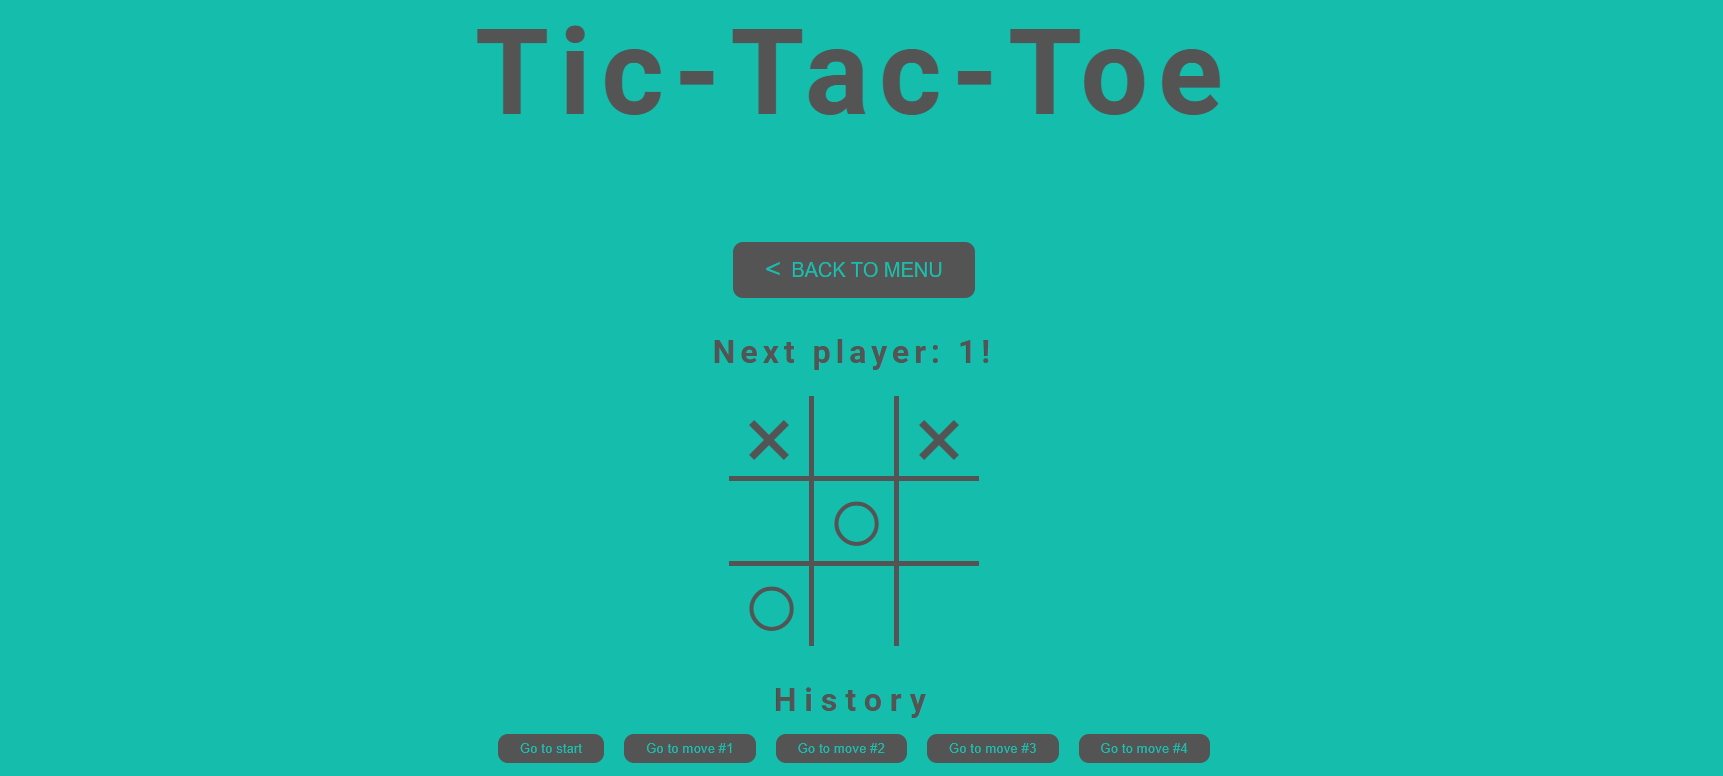 Tic-Tac-Toe
< BACK TO MENU
Next player: 1!
History
Go to start Go to move #1 Go to move #2 Go to move #3 Go to move #4